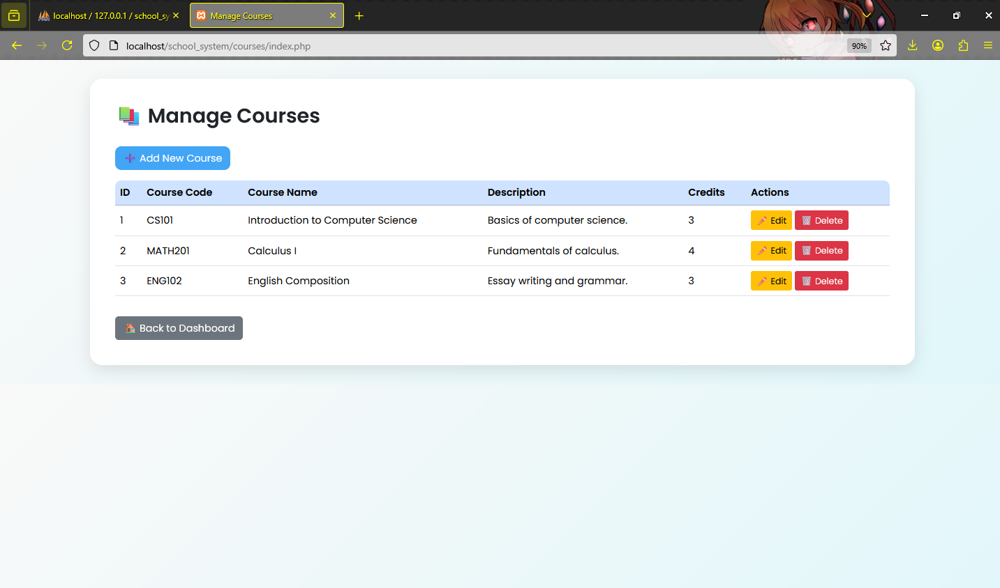 localhost / 127.0.0.1 / school_sy
Manage Courses
localhost/school_system/courses/index.php
90%
Manage Courses
Add New Course
ID Course Code Course Name Description Credits Actions
1 CS101 Introduction to Computer Science Basics of computer science. 3 Edit Delete
2 MATH201 Calculus I Fundamentals of calculus. 4 Edit Delete
3 ENG102 English Composition Essay writing and grammar. 3 Edit Delete
Back to Dashboard